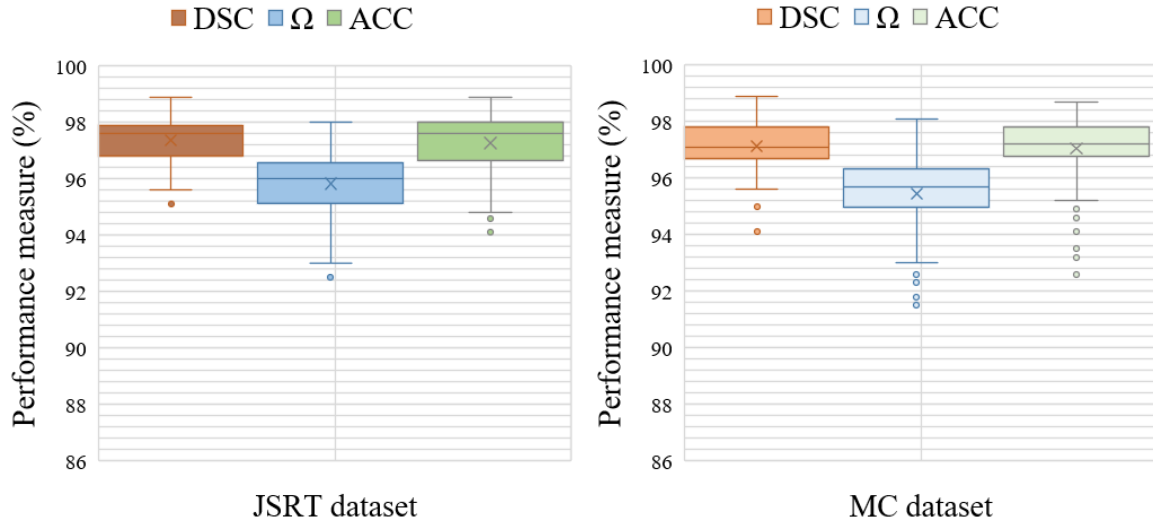 DSC Ω ACC
Performance measure (%)
100
98
96
94
92
90
88
86
JSRT dataset
DSC Ω ACC
Performance measure (%)
100
98
96
94
92
90
88
86
MC dataset